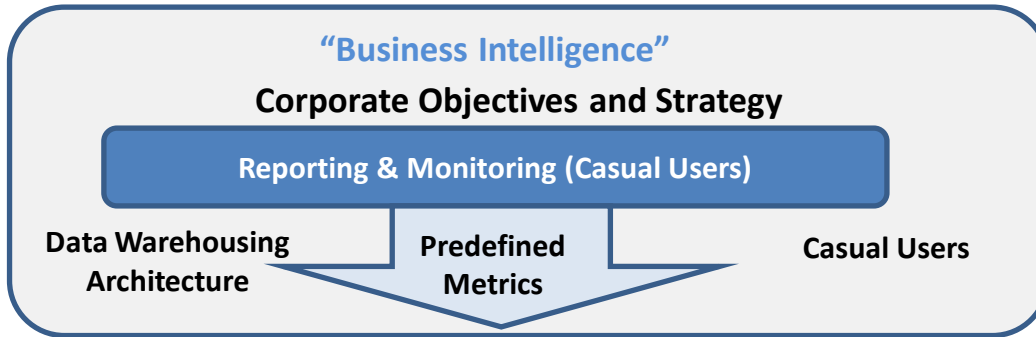 “Business Intelligence”
Corporate Objectives and Strategy
Reporting & Monitoring (Casual Users)
Data Warehousing
Architecture
Predefined
Metrics
Casual Users